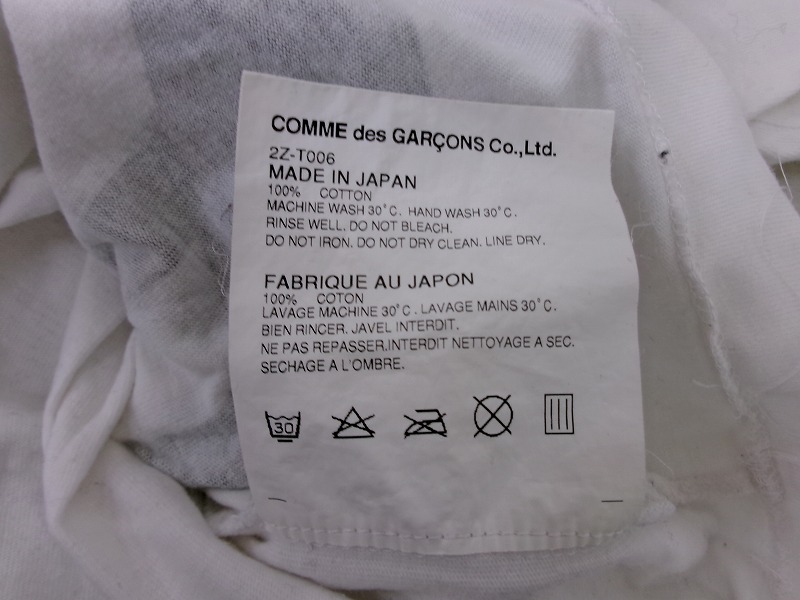 COMME des GARÇONS Co.,Ltd.
2Z-T006
MADE IN JAPAN
100% COTTON
MACHINE WASH 30°C. HAND WASH 30°C.
RINSE WELL. DO NOT BLEACH.
DO NOT IRON. DO NOT DRY CLEAN. LINE DRY.
FABRIQUE AU JAPON
100% COTON
LAVAGE MACHINE 30°C. LAVAGE MAINS 30°C.
BIEN RINCER. JAVEL INTERDIT.
NE PAS REPASSER.INTERDIT NETTOYAGE A SEC.
SECHAGE A L'OMBRE.
30